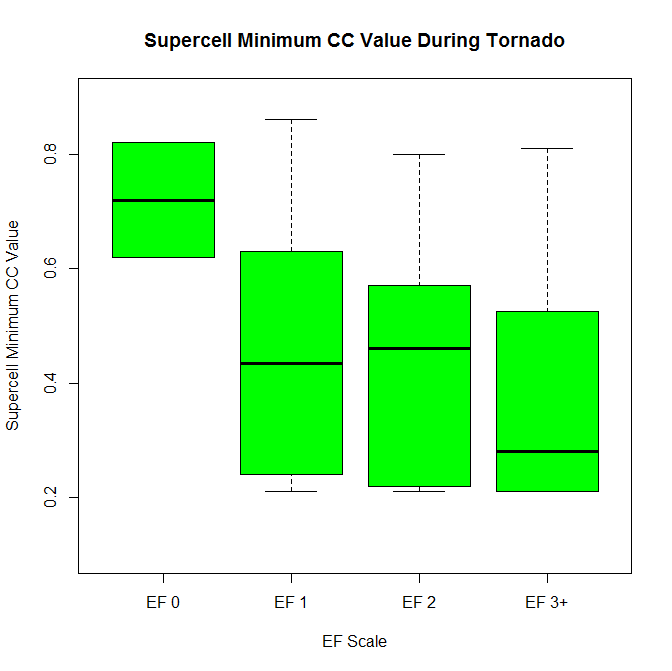 Supercell Minimum CC Value During Tornado
Supercell Minimum CC Value
0.8
0.6
0.4
0.2
EF 0 EF 1 EF 2 EF 3+
EF Scale